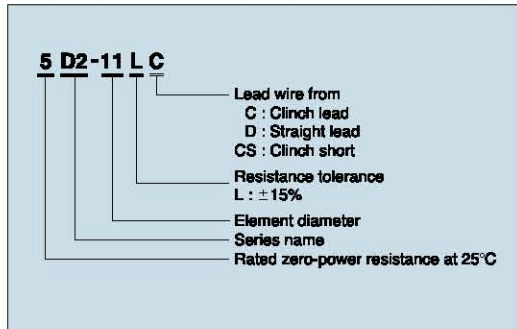 5 D2-11 L C
Lead wire from
C : Clinch lead
D : Straight lead
CS : Clinch short
Resistance tolerance
L : ±15%
Element diameter
Series name
Rated zero-power resistance at 25°C